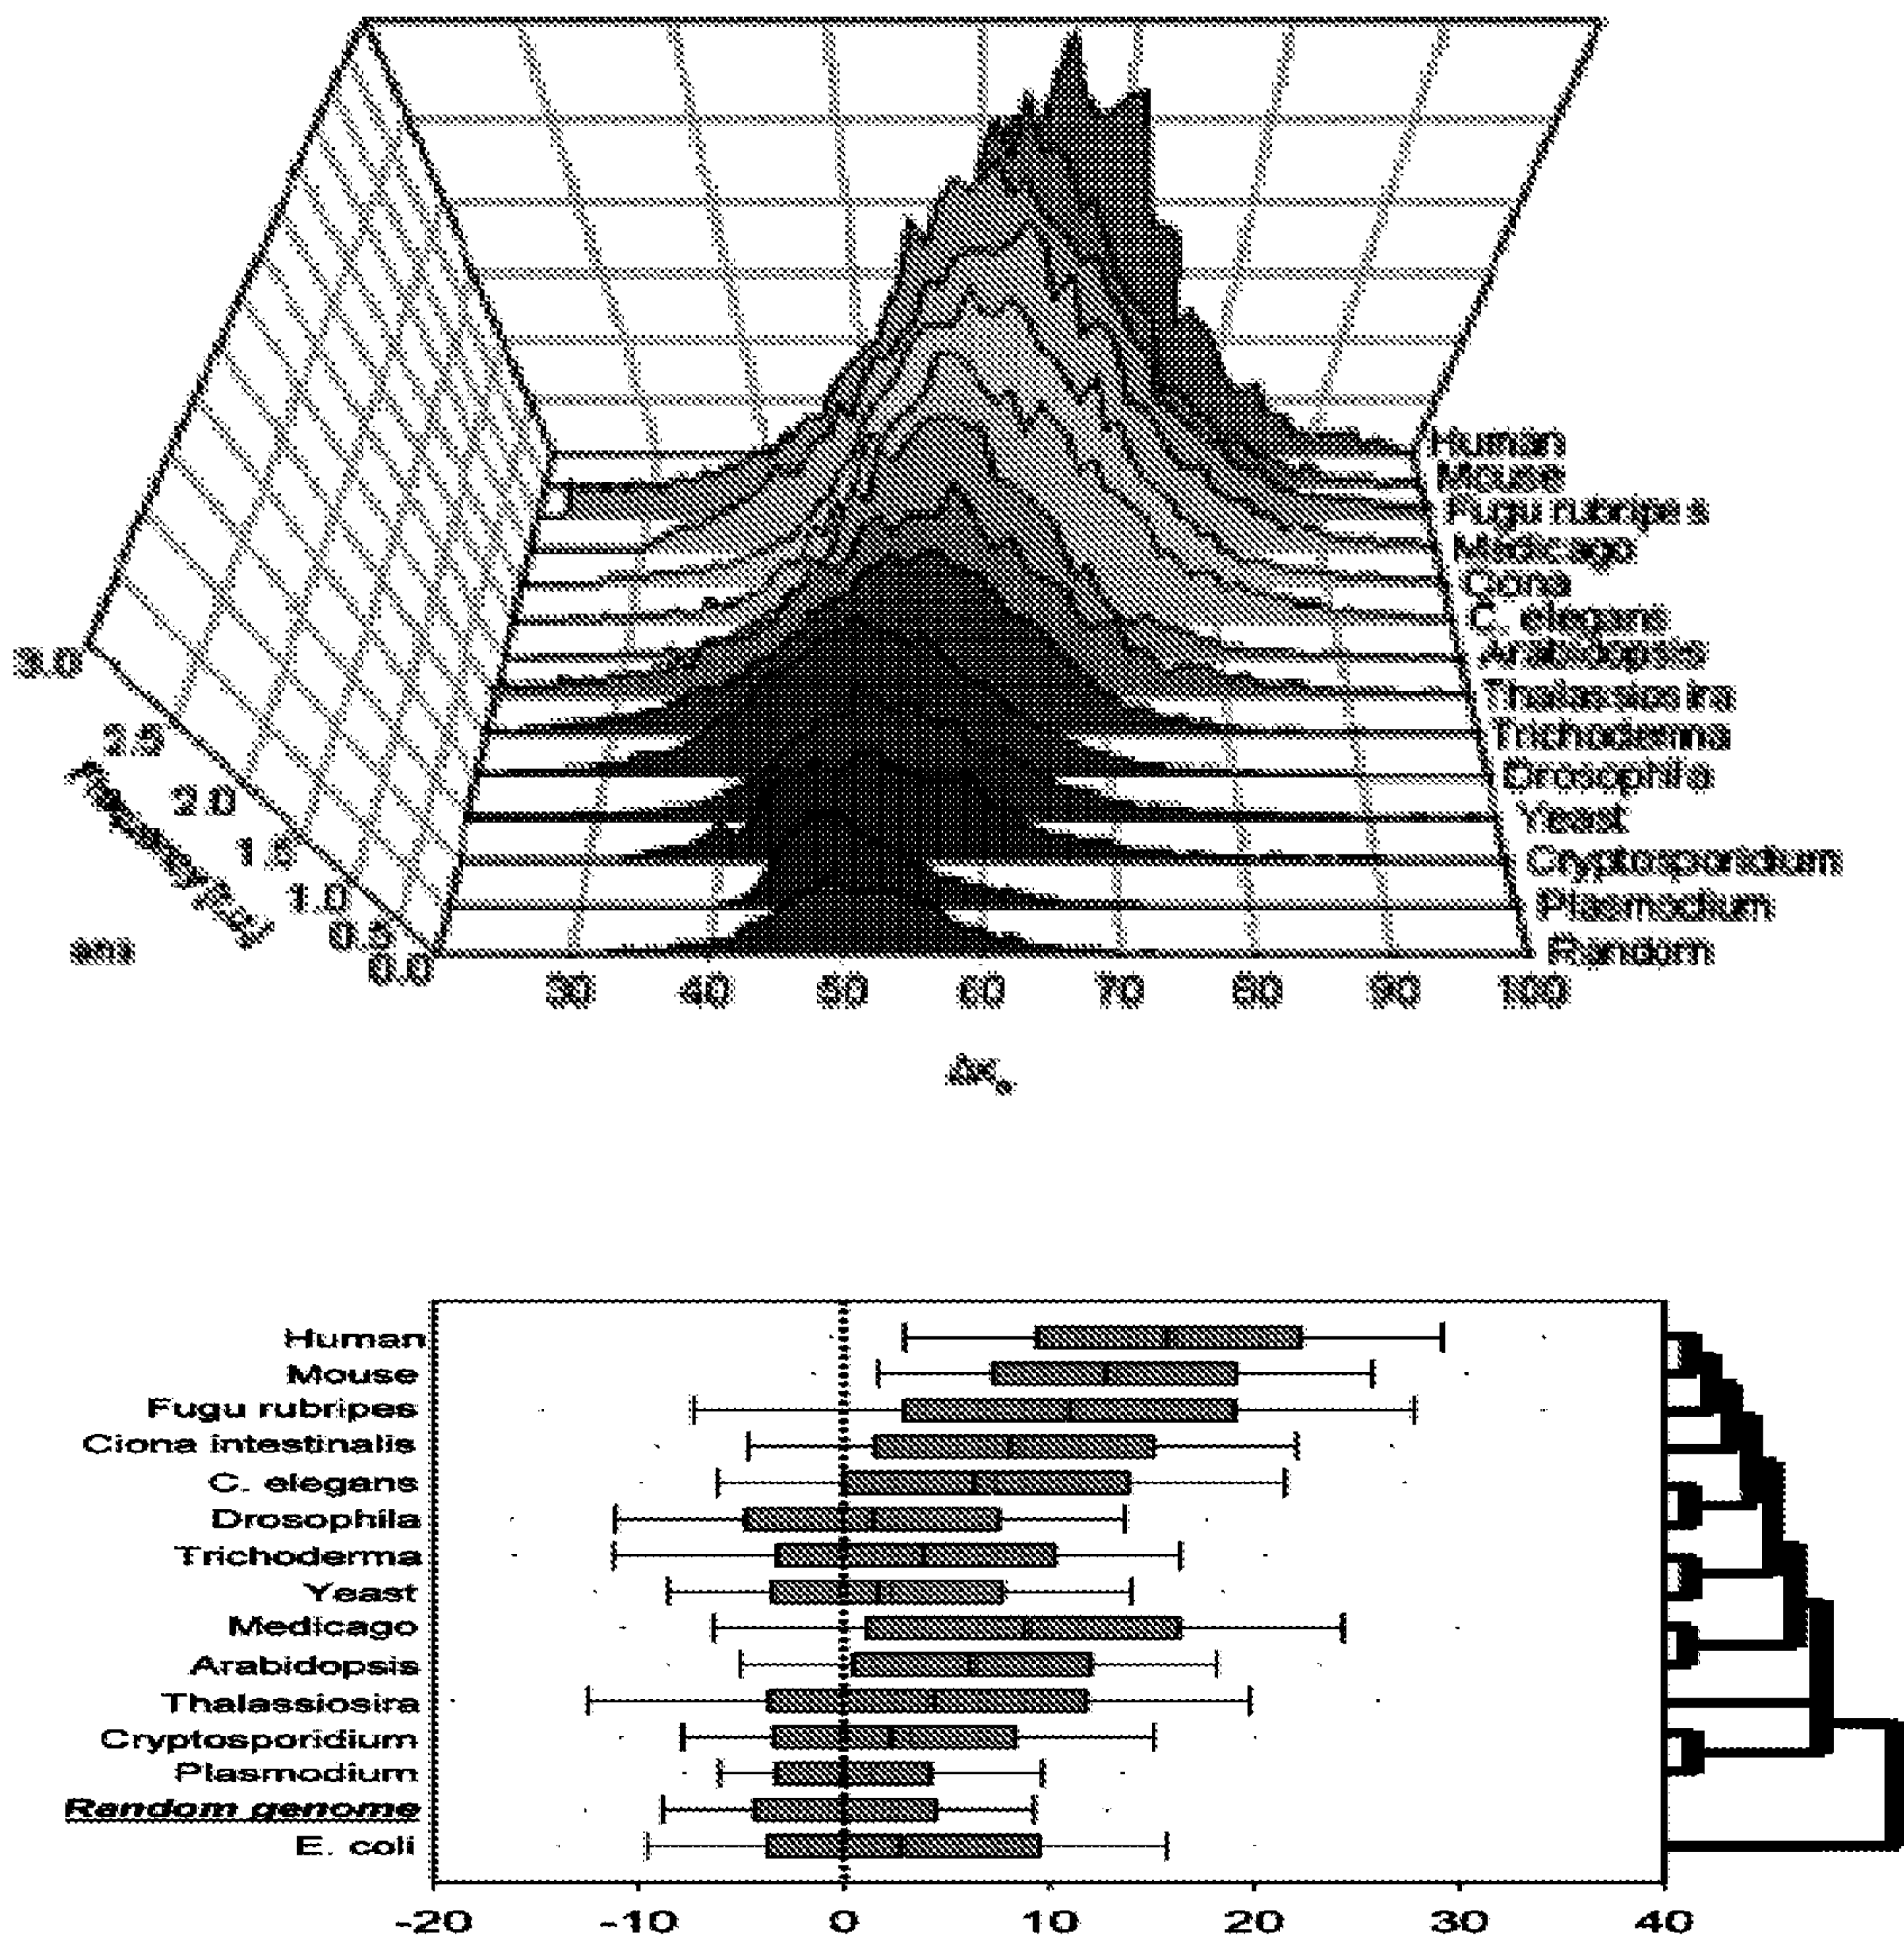 Human
Mouse
Fugu rubripes
Medicago
Ciona
C. elegans
Arabidopsis
Thalassiosira
Trichoderma
Drosophila
Yeast
Cryptosporidium
Plasmodium
Random
3.0
2.5
2.0
1.5
1.0
0.5
0.0
30 40 50 60 70 80 90 100
Human
Mouse
Fugu rubripes
Ciona intestinalis
C. elegans
Drosophila
Trichoderma
Yeast
Medicago
Arabidopsis
Thalassiosira
Cryptosporidium
Plasmodium
Random genome
E. coli
-20 -10 0 10 20 30 40